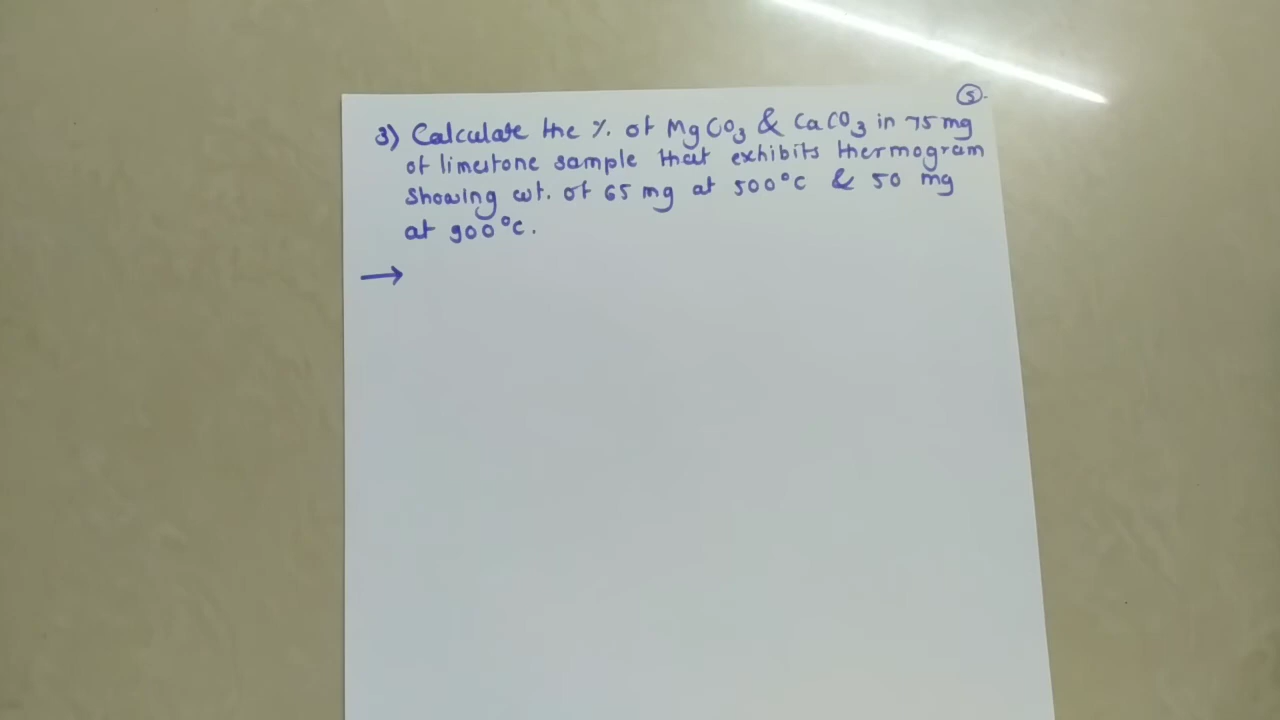 5.
3) Calculate the %. of MgCO₃ & CaCO₃ in 75 mg
of limestone sample that exhibits thermogram
showing wt. of 65 mg at 500°C & 50 mg
at 900°C.
→